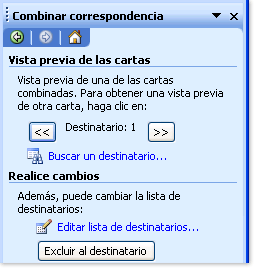 Combinar correspondencia
Vista previa de las cartas
Vista previa de una de las cartas
combinadas. Para obtener una vista previa
de otra carta, haga clic en:
<< Destinatario: 1 >>
Buscar un destinatario...
Realice cambios
Además, puede cambiar la lista de
destinatarios:
Editar lista de destinatarios...
Excluir al destinatario